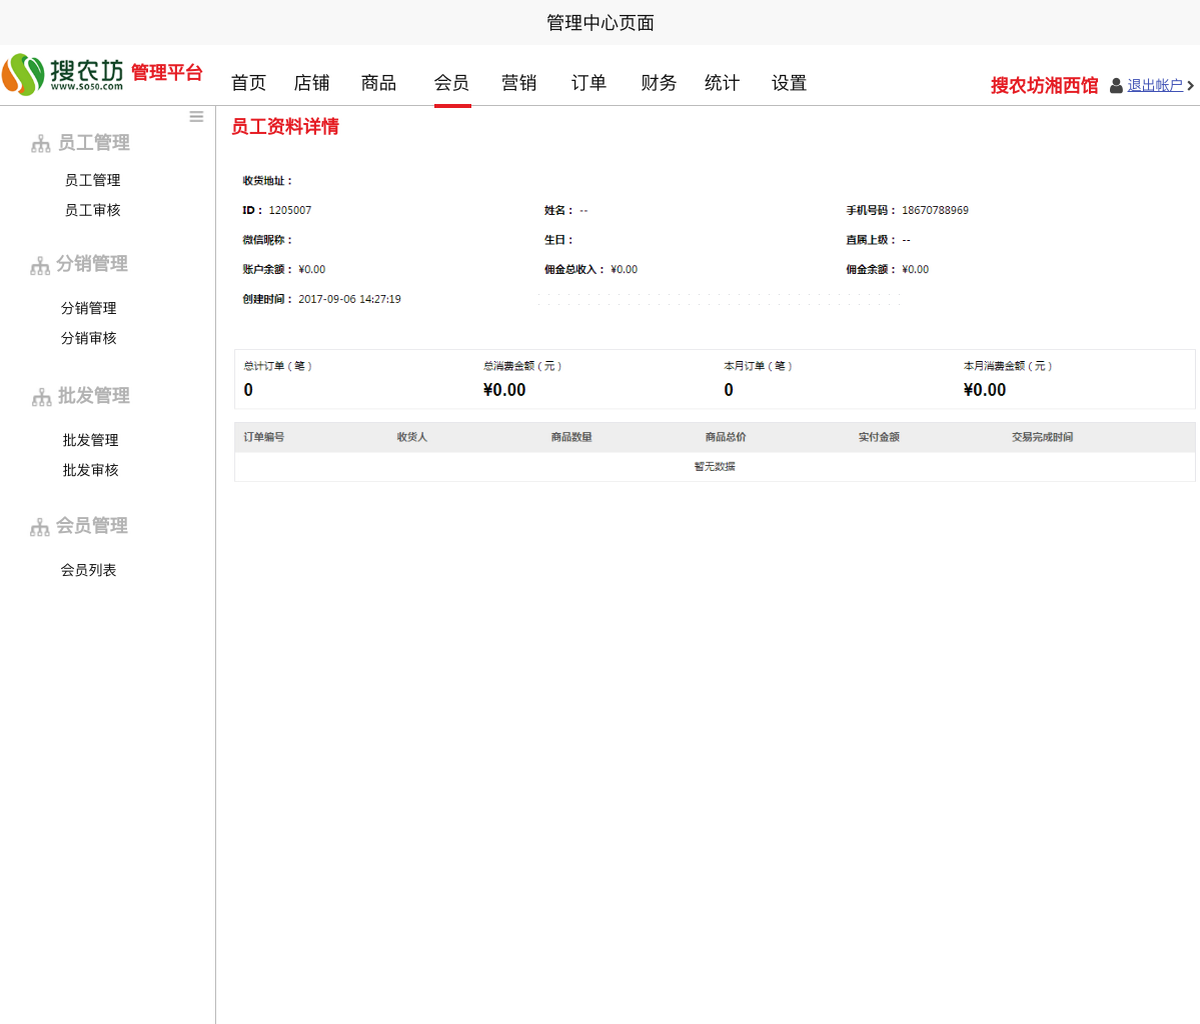 管理中心页面
搜农坊 管理平台
www.so50.com
首页 店铺 商品 会员 营销 订单 财务 统计 设置
搜农坊湘西馆 退出帐户
员工管理
员工管理
员工审核
分销管理
分销管理
分销审核
批发管理
批发管理
批发审核
会员管理
会员列表
员工资料详情
收货地址：
ID： 1205007 姓名： -- 手机号码： 18670788969
微信昵称： 生日： 直属上级： --
账户余额： ¥0.00 佣金总收入： ¥0.00 佣金余额： ¥0.00
创建时间： 2017-09-06 14:27:19
总计订单（笔） 总消费金额（元） 本月订单（笔） 本月消费金额（元）
0 ¥0.00 0 ¥0.00
订单编号 收货人 商品数量 商品总价 实付金额 交易完成时间
暂无数据